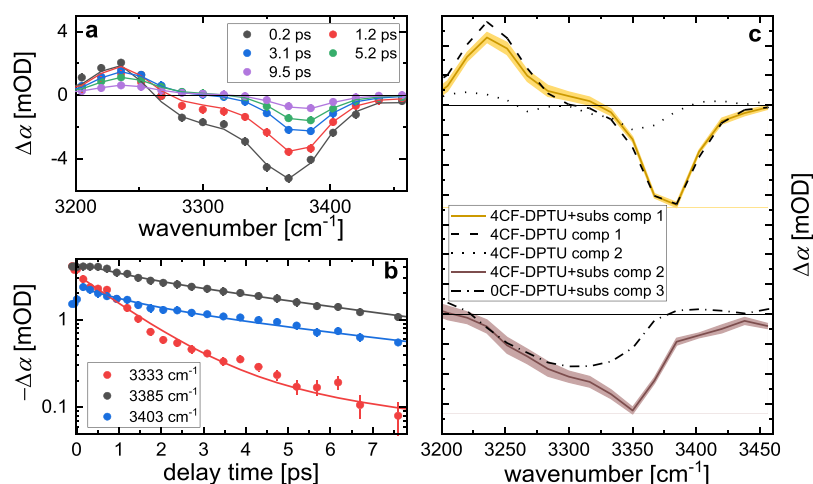 a
0.2 ps 1.2 ps
3.1 ps 5.2 ps
9.5 ps
4
0
−4
Δα [mOD]
3200 3300 3400
wavenumber [cm⁻¹]
b
1
0.1
−Δα [mOD]
3333 cm⁻¹
3385 cm⁻¹
3403 cm⁻¹
0 1 2 3 4 5 6 7
delay time [ps]
c
4CF-DPTU+subs comp 1
4CF-DPTU comp 1
4CF-DPTU comp 2
4CF-DPTU+subs comp 2
0CF-DPTU comp 3
Δα [mOD]
3200 3250 3300 3350 3400 3450
wavenumber [cm⁻¹]